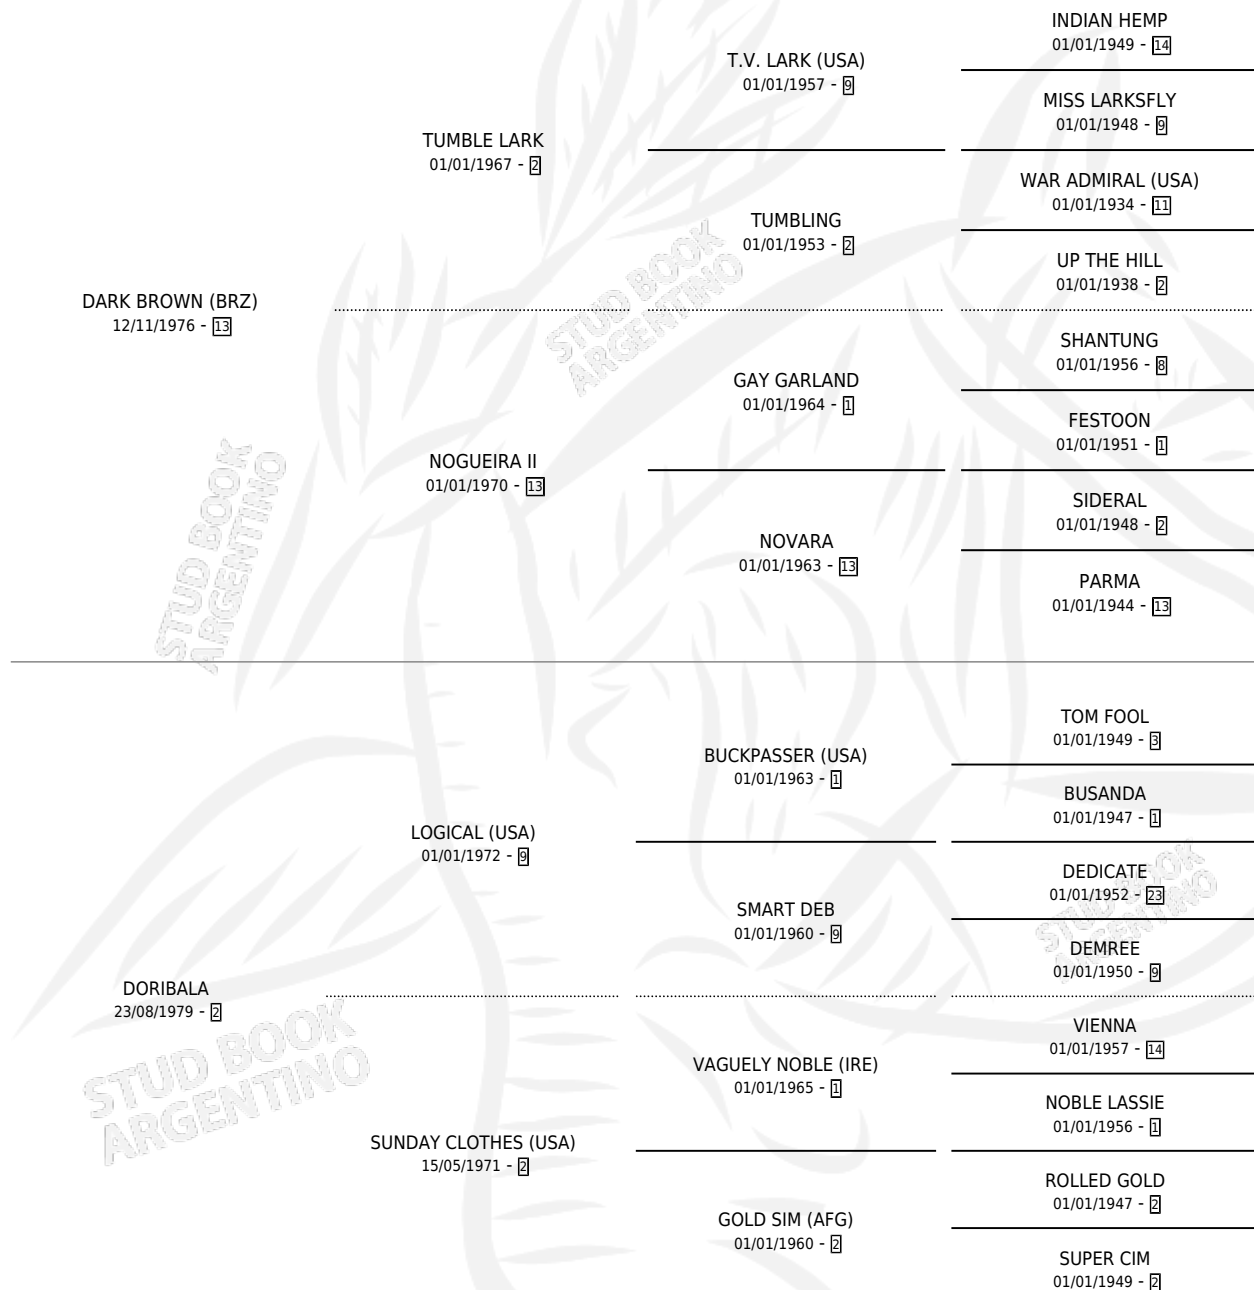 INDIAN HEMP
01/01/1949 - 14
T.V. LARK (USA)
01/01/1957 - 9
MISS LARKSFLY
01/01/1948 - 9
TUMBLE LARK
01/01/1967 - 2
WAR ADMIRAL (USA)
01/01/1934 - 11
TUMBLING
01/01/1953 - 2
UP THE HILL
01/01/1938 - 2
DARK BROWN (BRZ)
12/11/1976 - 13
SHANTUNG
01/01/1956 - 8
GAY GARLAND
01/01/1964 - 1
FESTOON
01/01/1951 - 1
NOGUEIRA II
01/01/1970 - 13
SIDERAL
01/01/1948 - 2
NOVARA
01/01/1963 - 13
PARMA
01/01/1944 - 13
TOM FOOL
01/01/1949 - 3
BUCKPASSER (USA)
01/01/1963 - 1
BUSANDA
01/01/1947 - 1
LOGICAL (USA)
01/01/1972 - 9
DEDICATE
01/01/1952 - 23
SMART DEB
01/01/1960 - 9
DEMREE
01/01/1950 - 9
DORIBALA
23/08/1979 - 2
VIENNA
01/01/1957 - 14
VAGUELY NOBLE (IRE)
01/01/1965 - 1
NOBLE LASSIE
01/01/1956 - 1
SUNDAY CLOTHES (USA)
15/05/1971 - 2
ROLLED GOLD
01/01/1947 - 2
GOLD SIM (AFG)
01/01/1960 - 2
SUPER CIM
01/01/1949 - 2
STUD BOOK
ARGENTINO
STUD BOOK
ARGENTINO
STUD BOOK
ARGENTINO
STUD BOOK
ARGENTINO